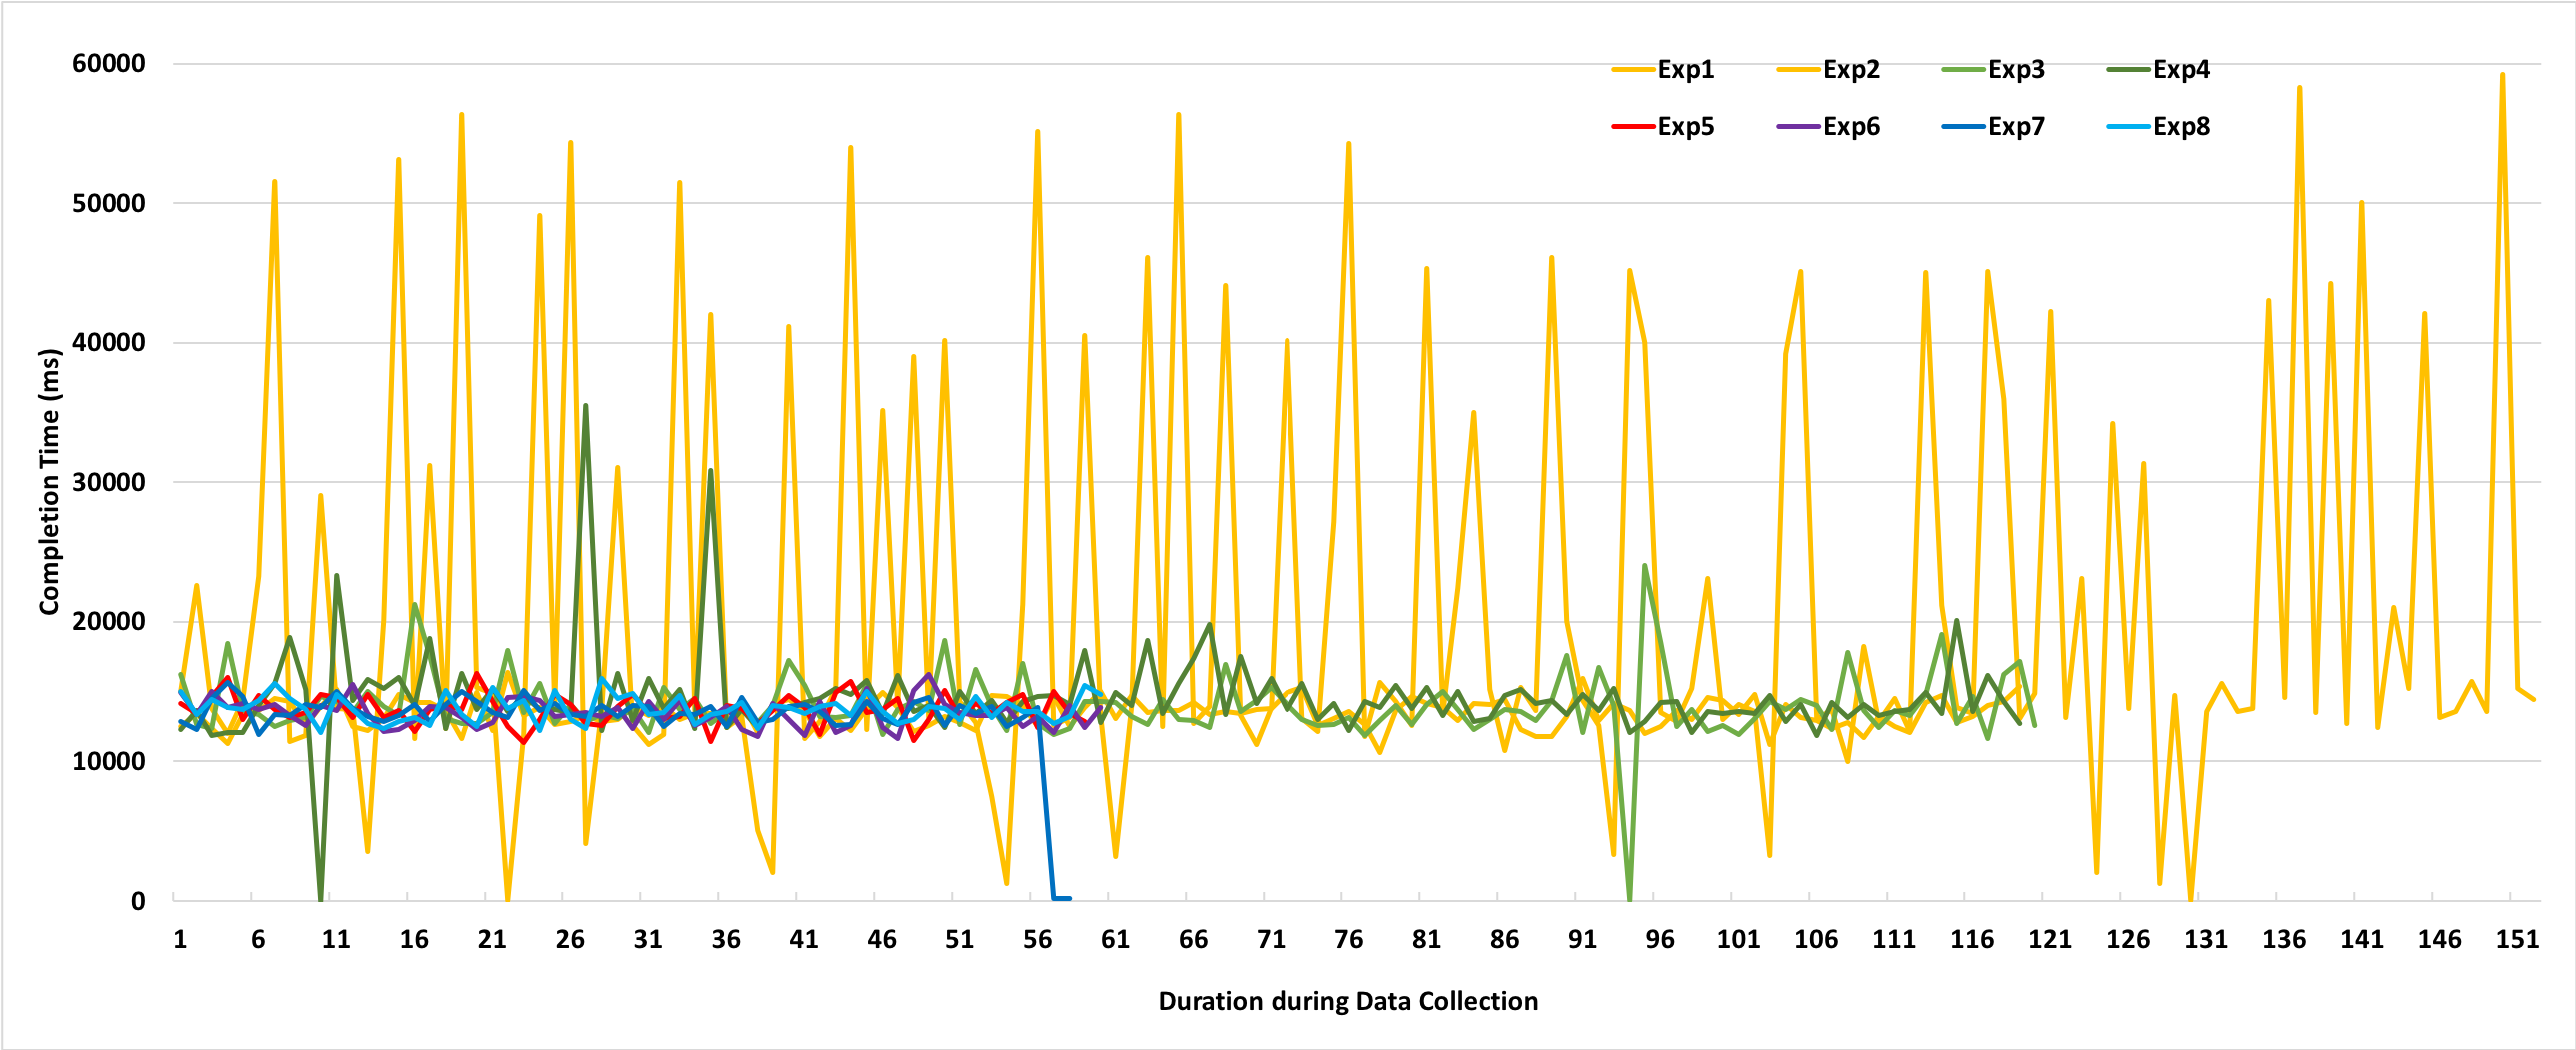 60000
50000
40000
30000
20000
10000
0
Completion Time (ms)
Exp1 Exp2 Exp3 Exp4
Exp5 Exp6 Exp7 Exp8
1 6 11 16 21 26 31 36 41 46 51 56 61 66 71 76 81 86 91 96 101 106 111 116 121 126 131 136 141 146 151
Duration during Data Collection